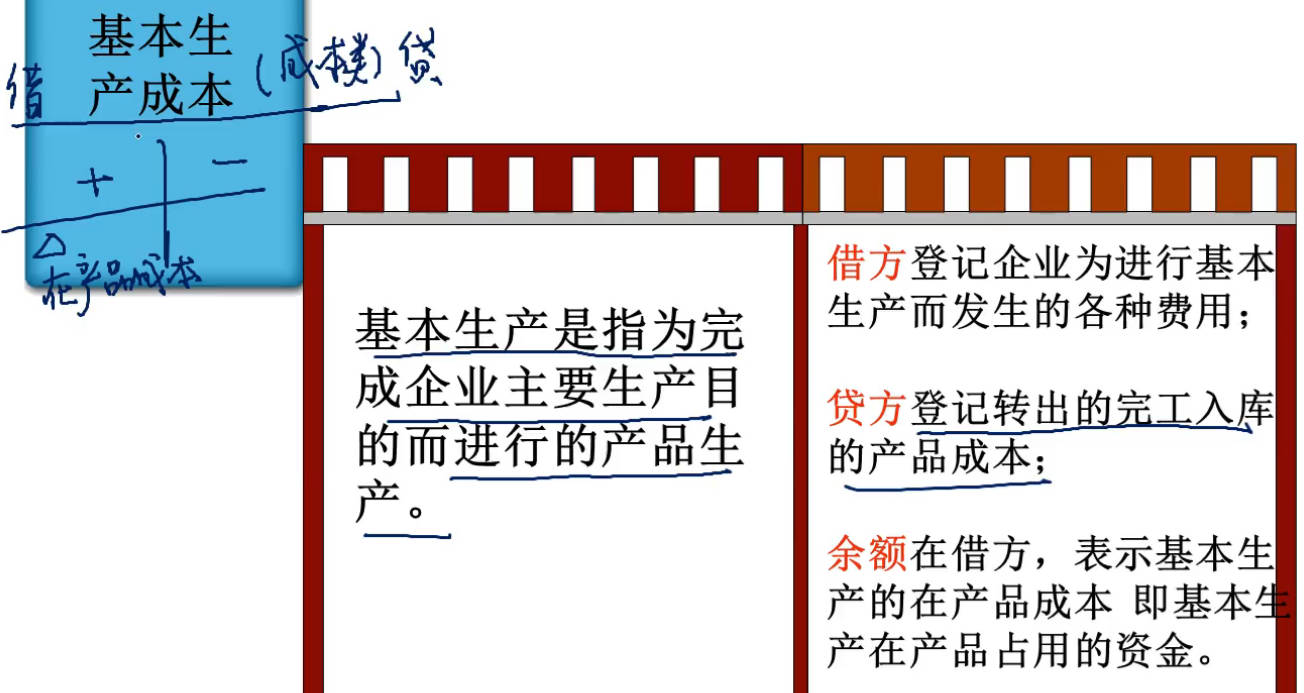 基本生
产成本
借
(成本类)贷
+
-
△
在产品成本
基本生产是指为完
成企业主要生产目
的而进行的产品生
产。
借方登记企业为进行基本
生产而发生的各种费用；
贷方登记转出的完工入库
的产品成本；
余额在借方，表示基本生
产的在产品成本 即基本生
产在产品占用的资金。